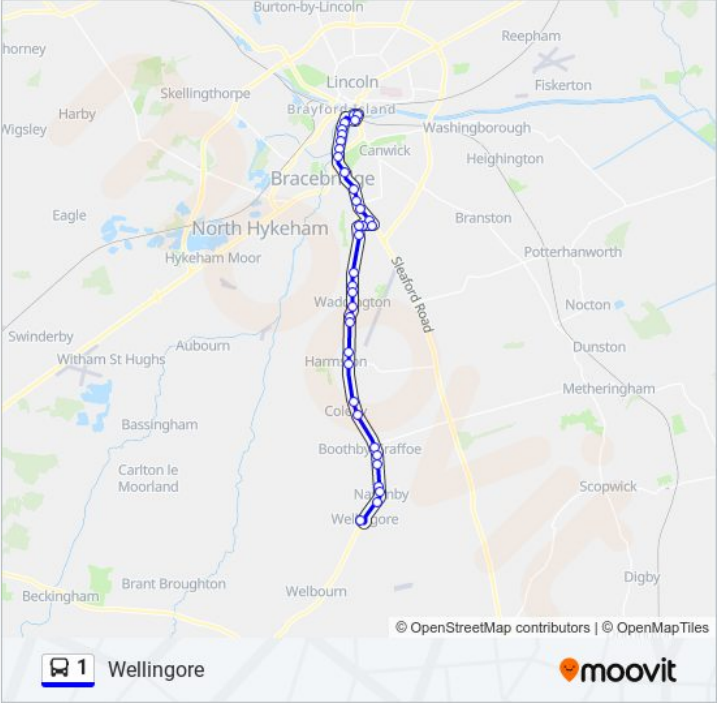 Burton-by-Lincoln
Reepham
horney
Lincoln
Fiskerton
Skellingthorpe
Harby
Brayford Island
Wigsley
Washingborough
Canwick
Heighington
Bracebridge
Eagle
Branston
North Hykeham
Hykeham Moor
Potterhanworth
Sleaford Road
Waddington
Nocton
Swinderby
Aubourn
Dunston
Witham St Hughs
Harmston
Metheringham
Coleby
Bassingham
Boothby Graffoe
Carlton le
Moorland
Scopwick
Navenby
Wellingore
Digby
Brant Broughton
Welbourn
Beckingham
© OpenStreetMap contributors | © OpenMapTiles
1 Wellingore
moovit